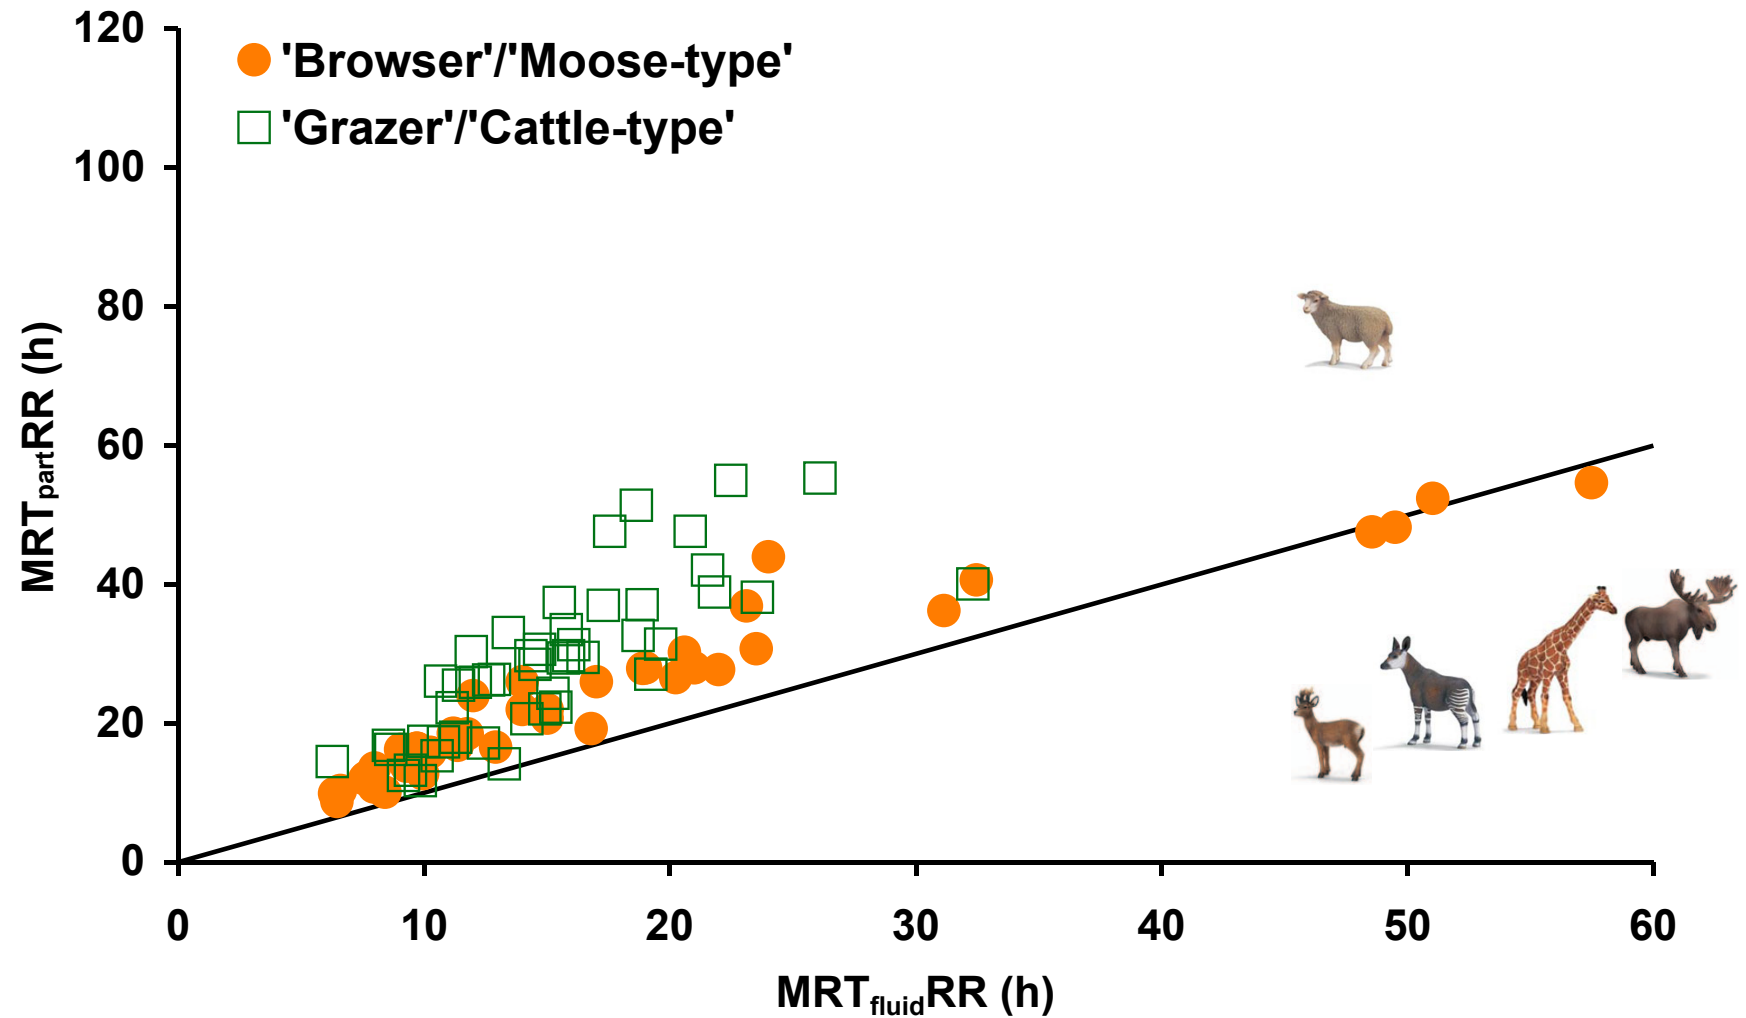 'Browser'/'Moose-type'
'Grazer'/'Cattle-type'
120
100
80
60
40
20
0
MRTpartRR (h)
0 10 20 30 40 50 60
MRTfluidRR (h)